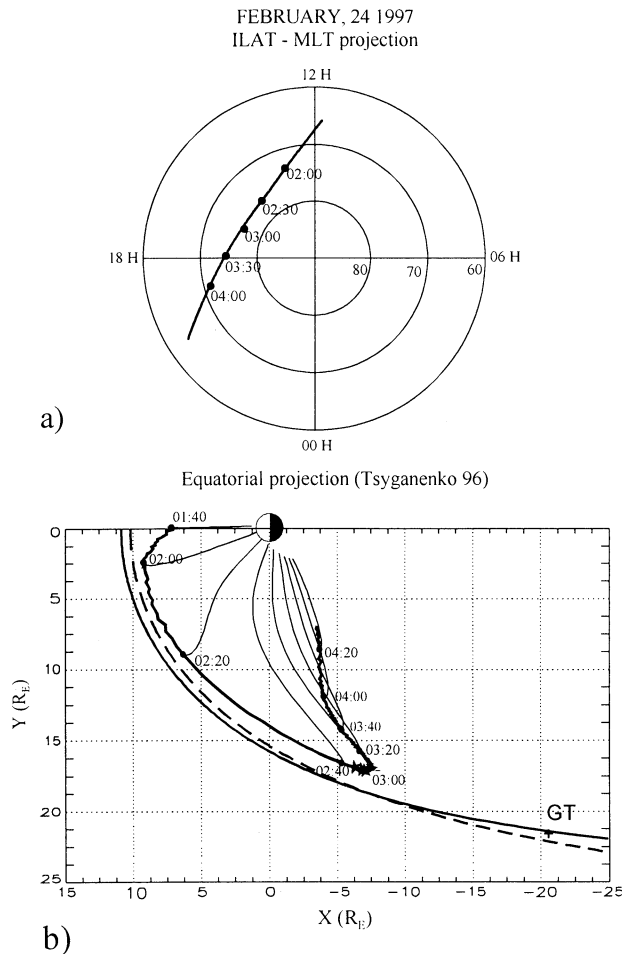 FEBRUARY, 24 1997
ILAT - MLT projection
12 H
02:00
02:30
03:00
18 H
03:30
80
70
60
06 H
04:00
a)
00 H
Equatorial projection (Tsyganenko 96)
01:40
0
02:00
5
02:20
04:20
10
04:00
Y (R_E)
03:40
15
03:20
02:40
03:00
20
GT
25
15 10 5 0 -5 -10 -15 -20 -25
X (R_E)
b)